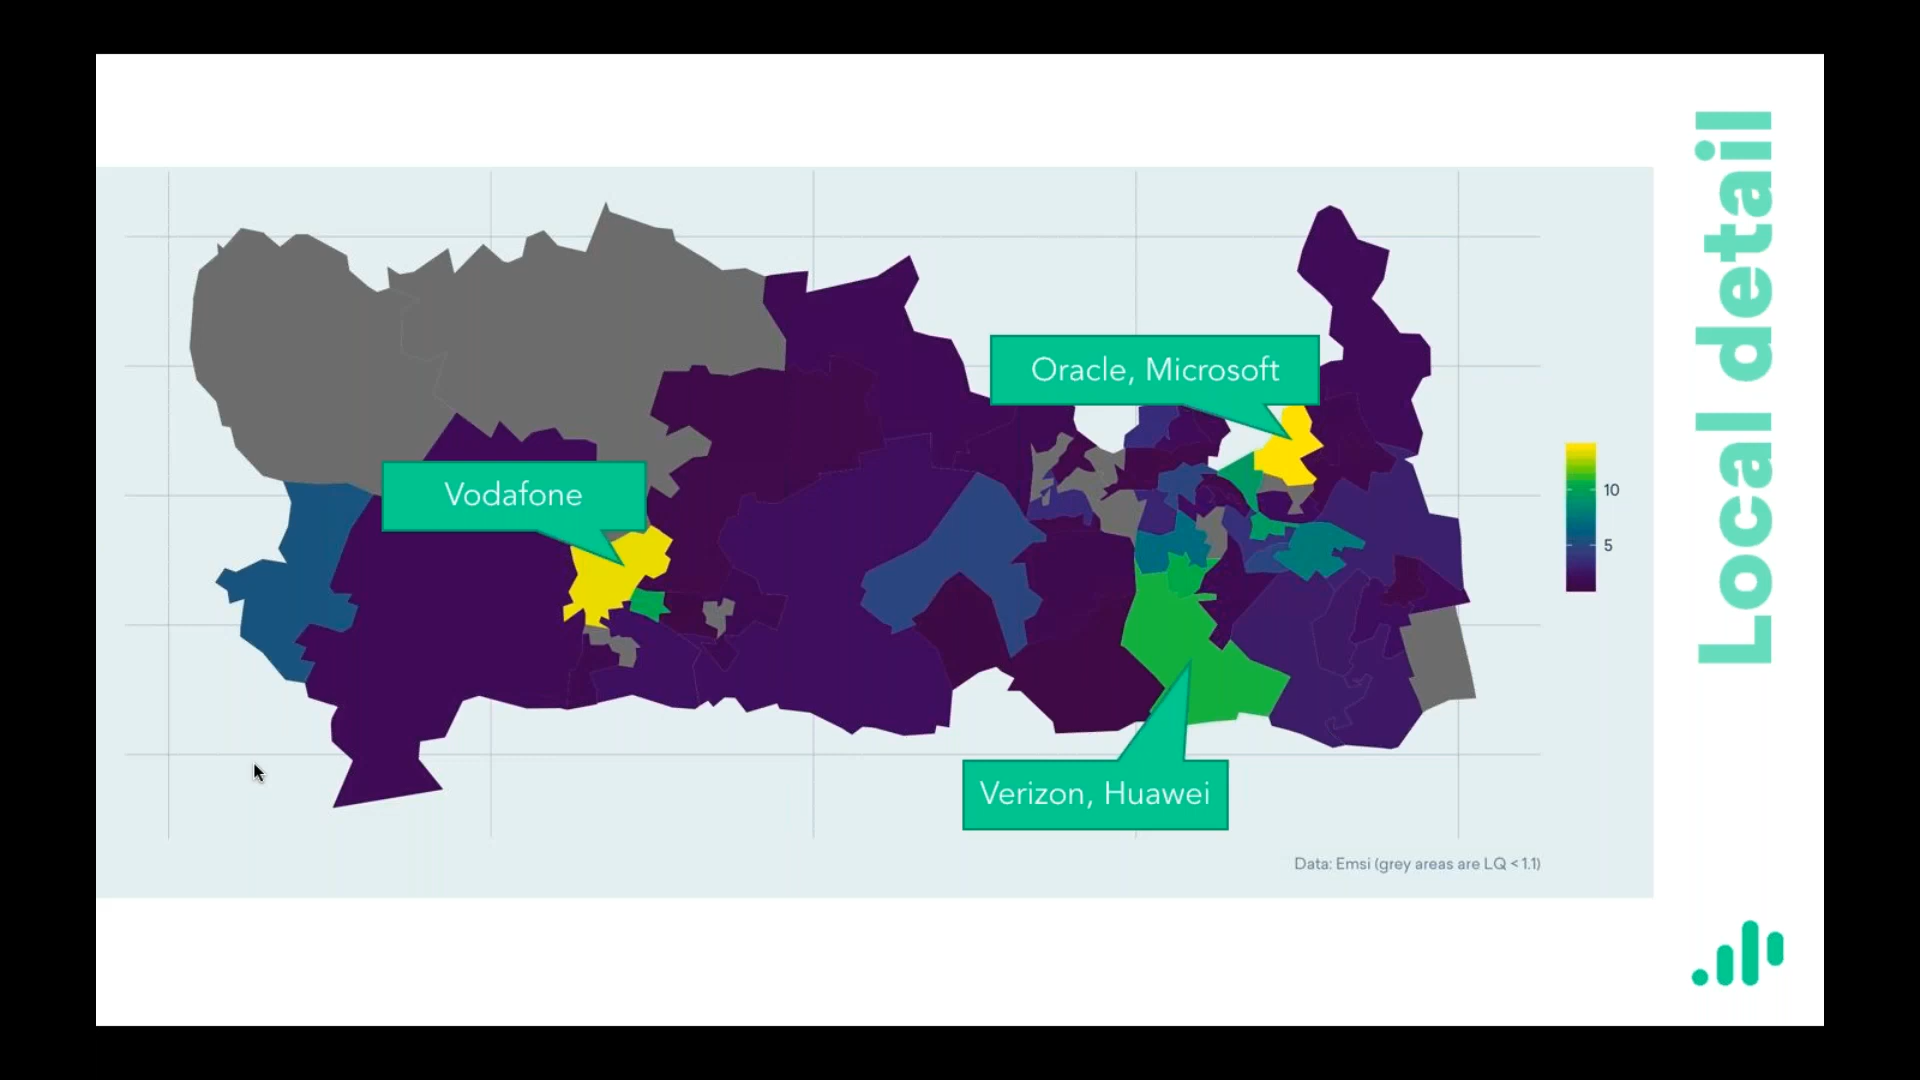 Local detail
Oracle, Microsoft
Vodafone
10
5
Verizon, Huawei
Data: Emsi (grey areas are LQ < 1.1)